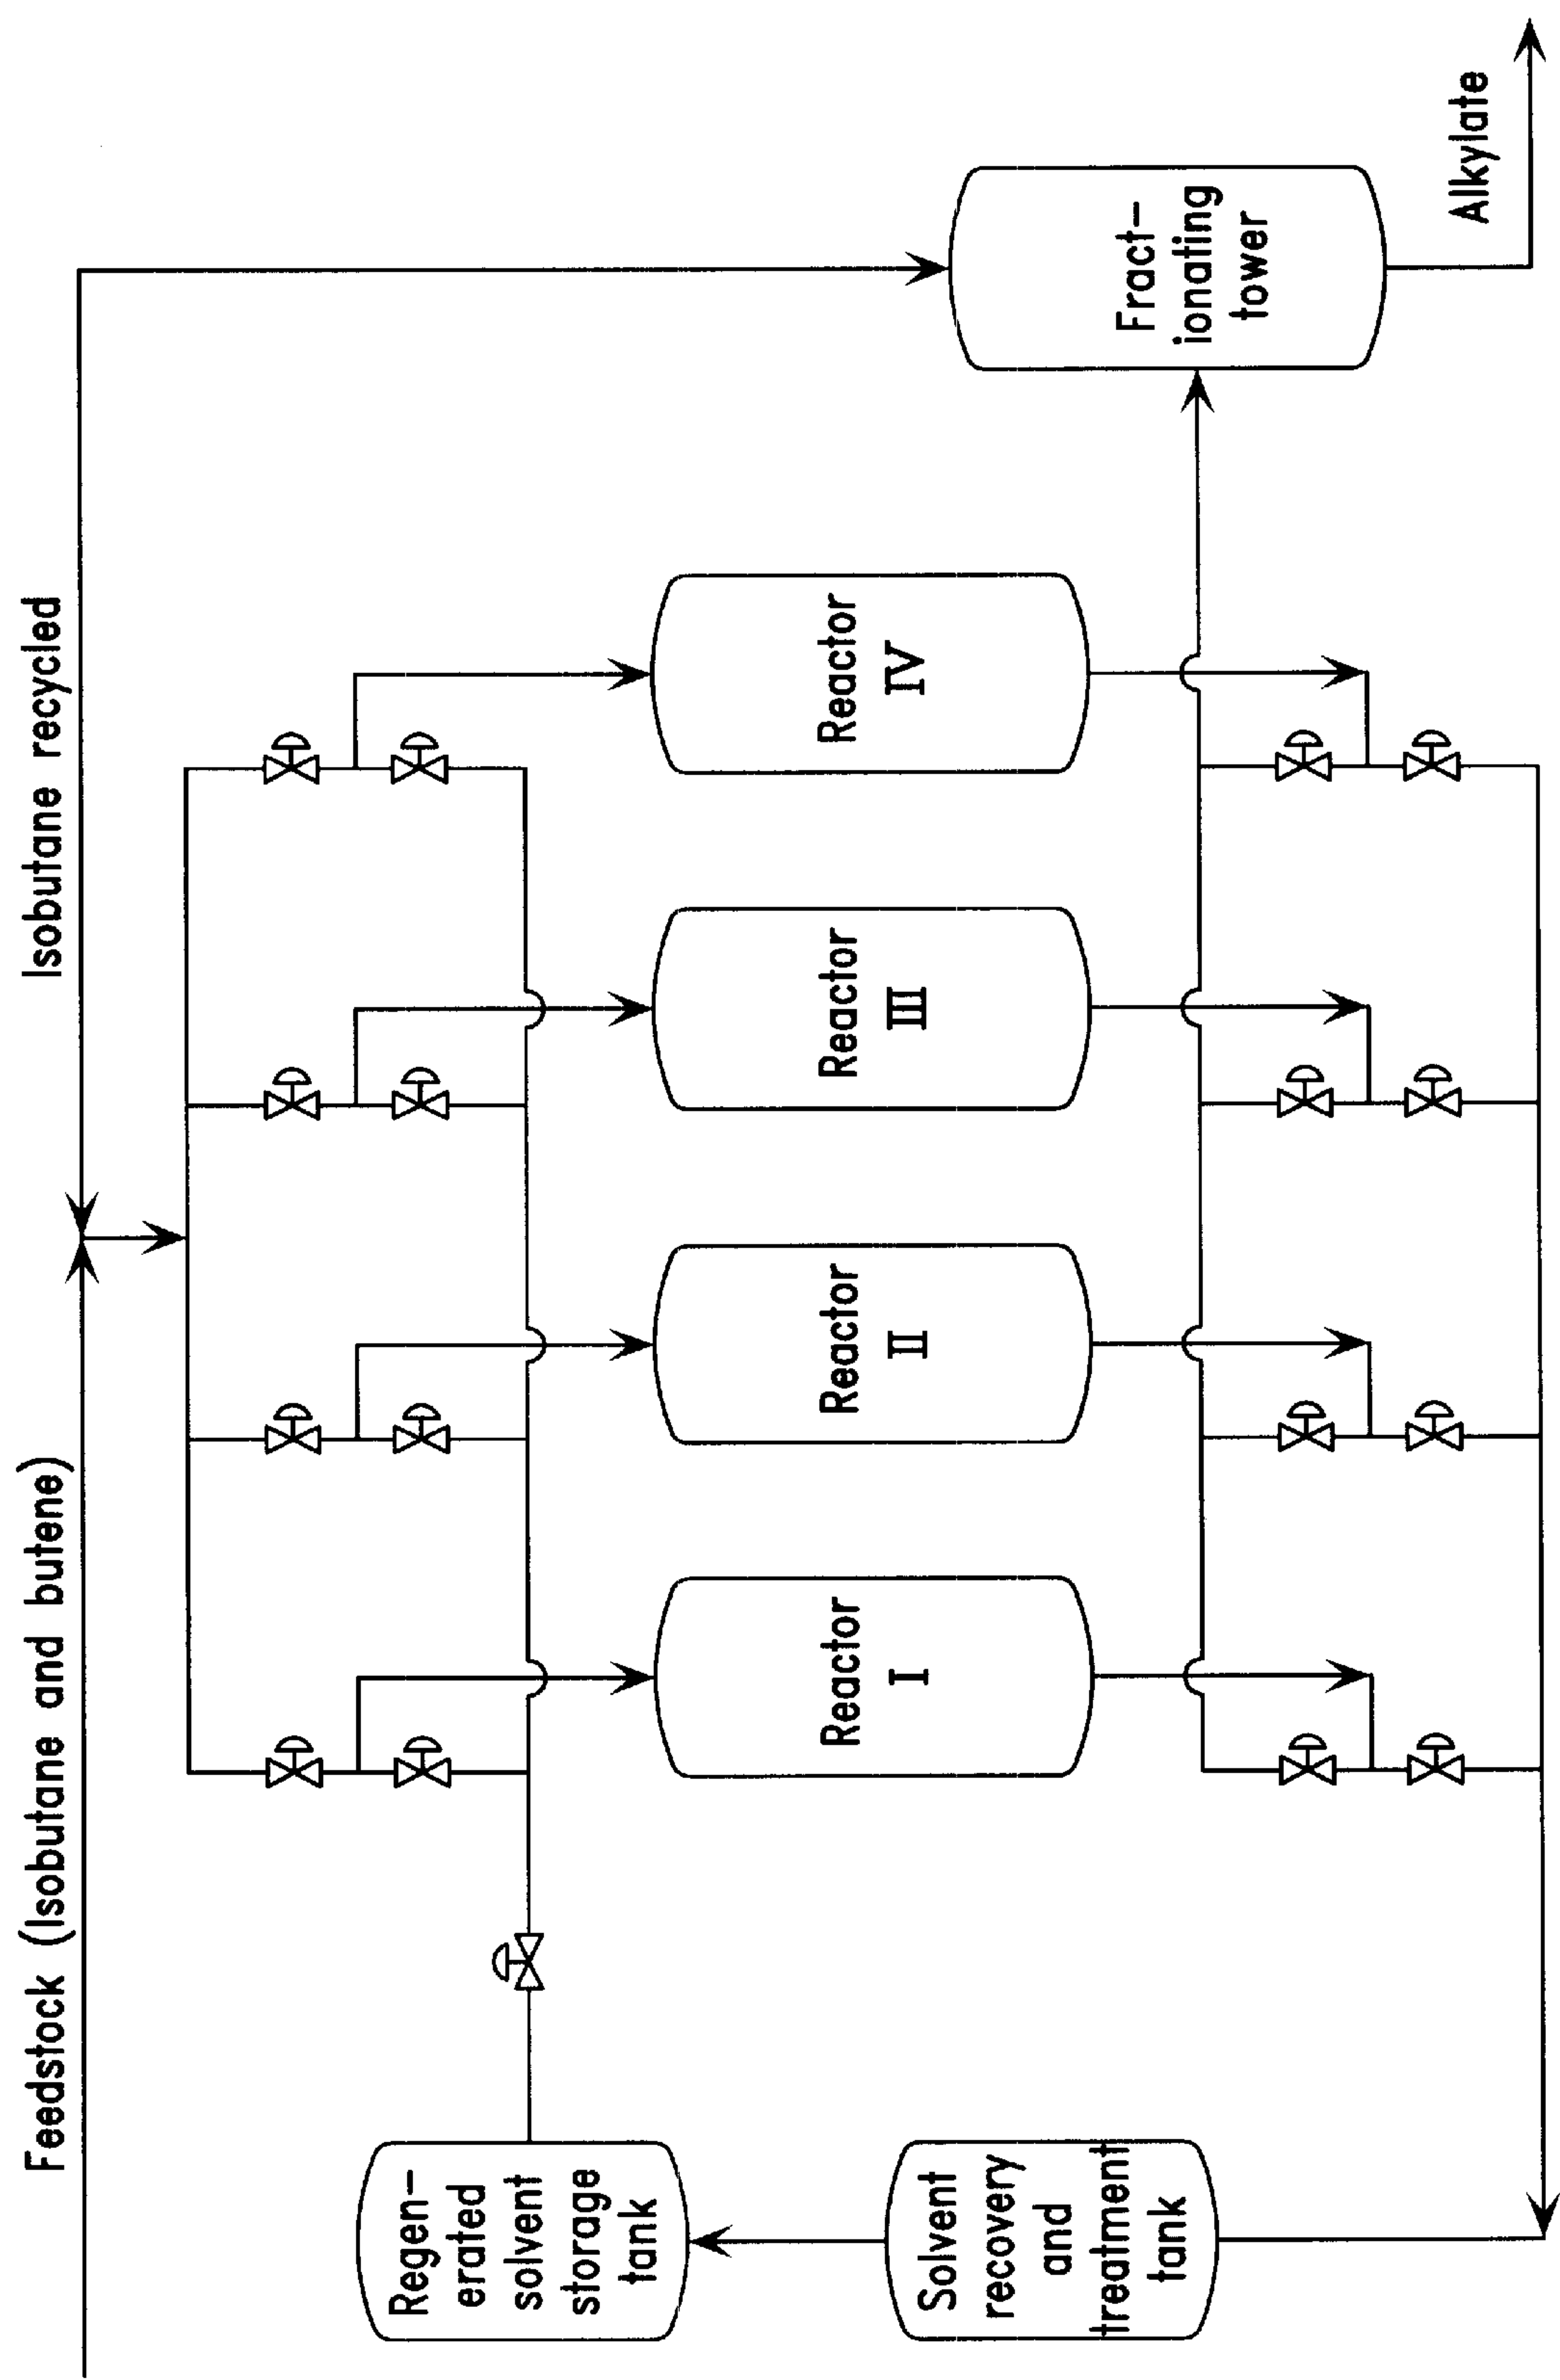 Feedstock (Isobutane and butene)
Isobutane recycled
Regen-
erated
solvent
storage
tank
Solvent
recovery
and
treatment
tank
Reactor
I
Reactor
II
Reactor
III
Reactor
IV
Fract-
ionating
tower
Alkylate